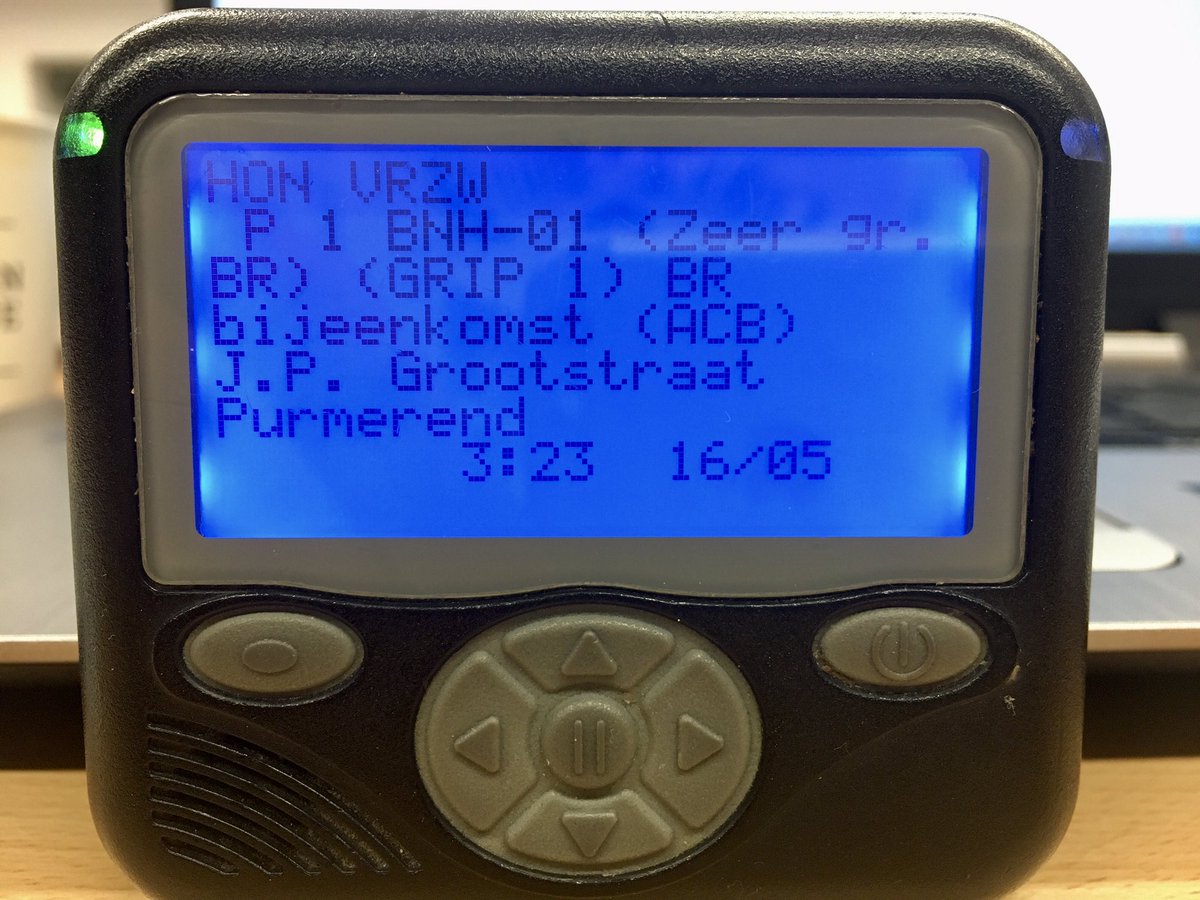 HON VRZW
P 1 BNH-01 (Zeer gr.
BR) (GRIP 1) BR
bijeenkomst (ACB)
J.P. Grootstraat
Purmerend
3:23 16/05